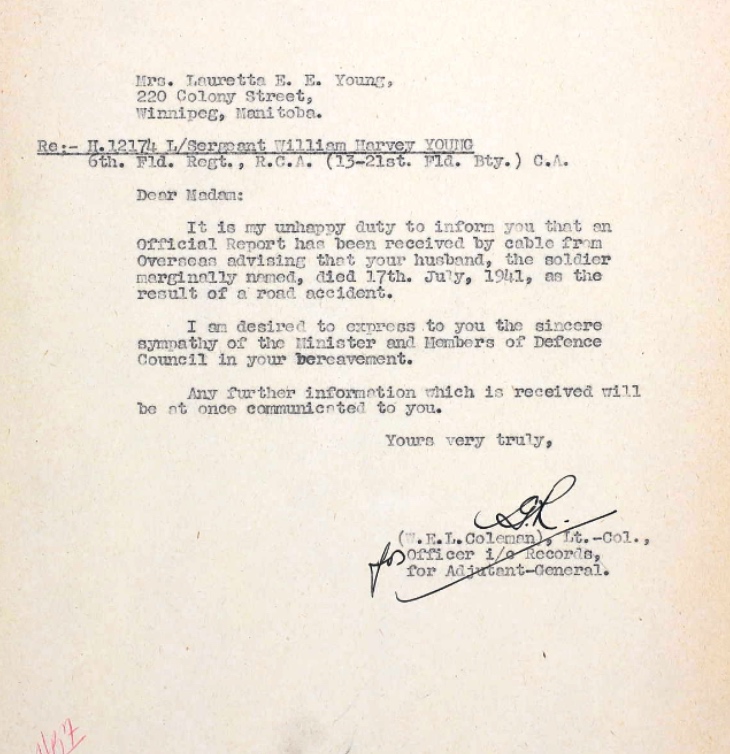 Mrs. Lauretta E. E. Young,
220 Colony Street,
Winnipeg, Manitoba.
Re:- H.12174 L/Sergeant William Harvey YOUNG
6th. Fld. Regt., R.C.A. (13-21st. Fld. Bty.) C.A.
Dear Madam:
It is my unhappy duty to inform you that an
Official Report has been received by cable from
Overseas advising that your husband, the soldier
marginally named, died 17th. July, 1941, as the
result of a road accident.
I am desired to express to you the sincere
sympathy of the Minister and Members of Defence
Council in your bereavement.
Any further information which is received will
be at once communicated to you.
Yours very truly,
(W.E.L.Coleman), Lt.-Col.,
for Officer i/c Records,
for Adjutant-General.